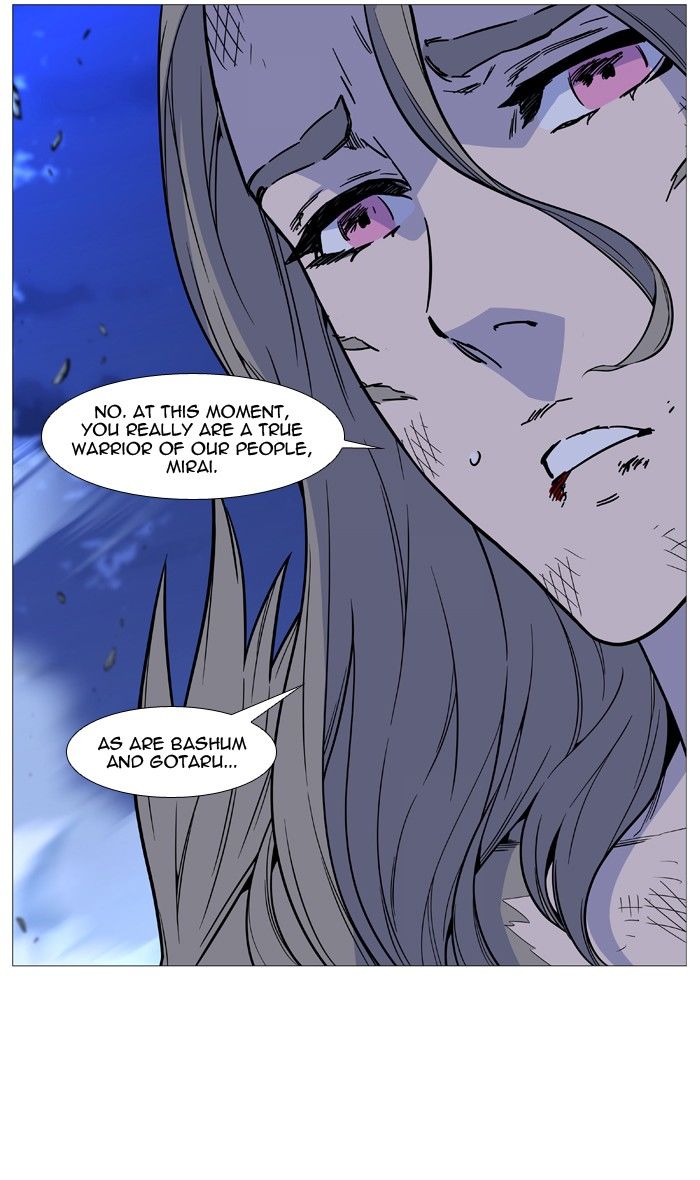 NO. AT THIS MOMENT,
YOU REALLY ARE A TRUE
WARRIOR OF OUR PEOPLE,
MIRAI.
AS ARE BASHUM
AND GOTARU...